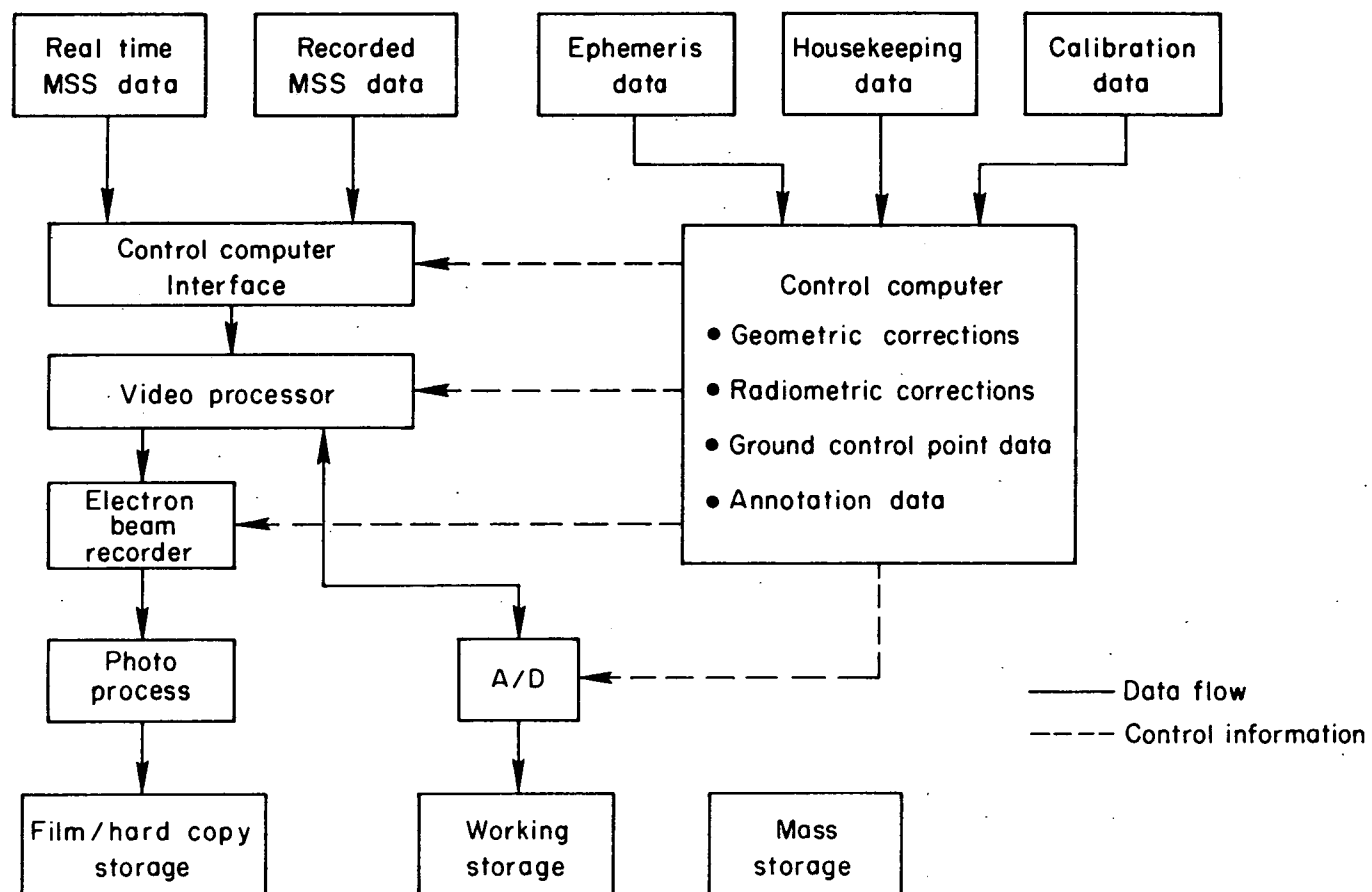 Real time
MSS data
Recorded
MSS data
Ephemeris
data
Housekeeping
data
Calibration
data
Control computer
Interface
Control computer
• Geometric corrections
• Radiometric corrections
• Ground control point data
• Annotation data
Video processor
Electron
beam
recorder
Photo
process
A/D
Data flow
Control information
Film/hard copy
storage
Working
storage
Mass
storage